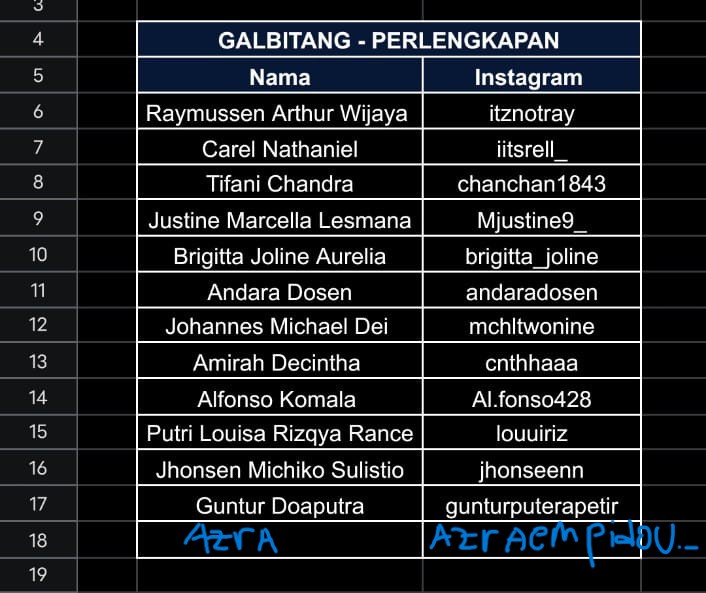 3
4 GALBITANG - PERLENGKAPAN
5 Nama Instagram
6 Raymussen Arthur Wijaya itznotray
7 Carel Nathaniel iitsrell_
8 Tifani Chandra chanchan1843
9 Justine Marcella Lesmana Mjustine9_
10 Brigitta Joline Aurelia brigitta_joline
11 Andara Dosen andaradosen
12 Johannes Michael Dei mchltwonine
13 Amirah Decintha cnthhaaa
14 Alfonso Komala Al.fonso428
15 Putri Louisa Rizqya Rance louuiriz
16 Jhonsen Michiko Sulistio jhonseenn
17 Guntur Doaputra gunturputerapetir
18 AzrA
19